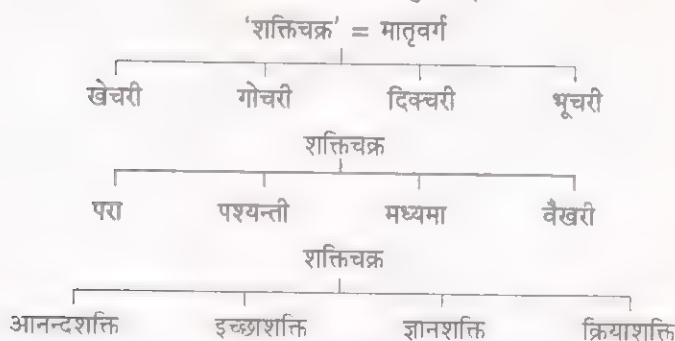 'शक्तिचक्र' = मातृवर्ग
खेचरी गोचरी दिक्चरी भूचरी
शक्तिचक्र
परा पश्यन्ती मध्यमा वैखरी
शक्तिचक्र
आनन्दशक्ति इच्छाशक्ति ज्ञानशक्ति क्रियाशक्ति